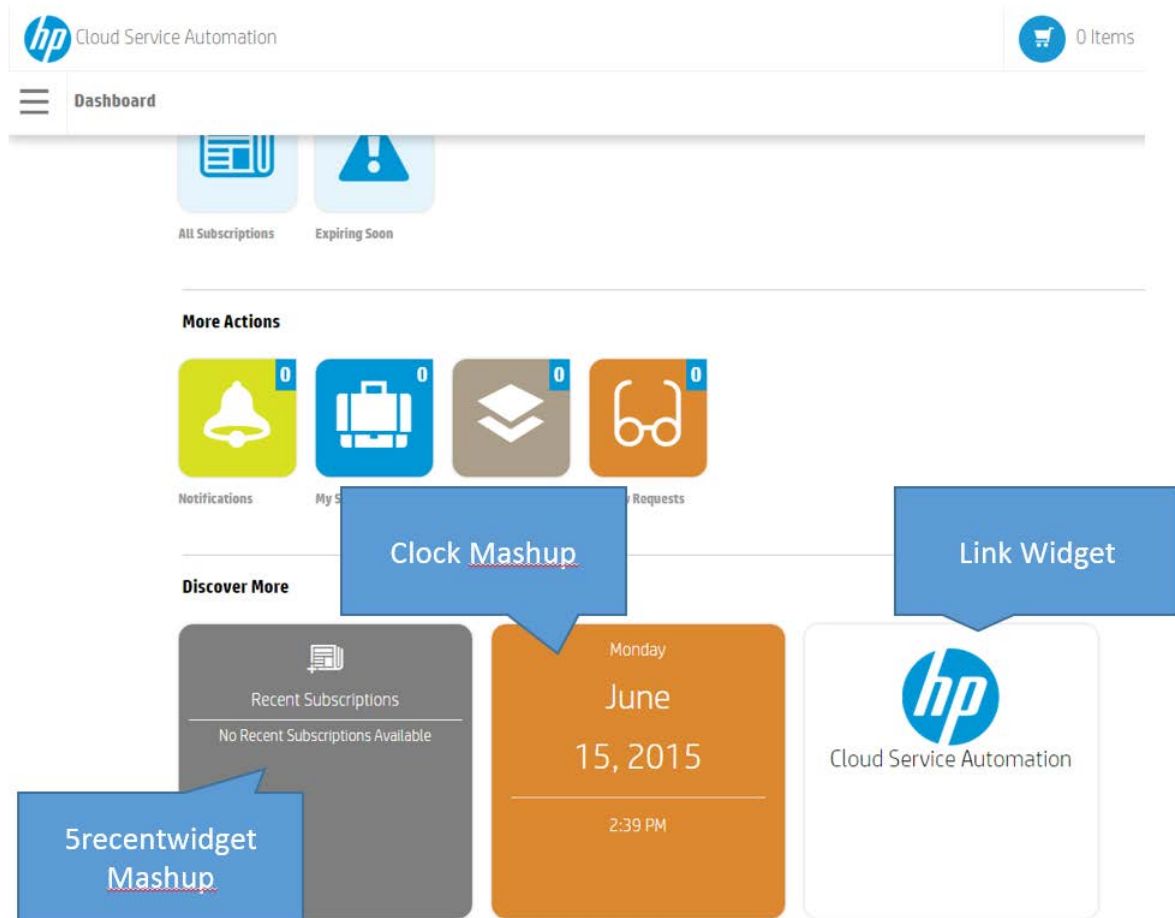 hp Cloud Service Automation
0 Items
Dashboard
All Subscriptions Expiring Soon
More Actions
0 0 0 0
Notifications My Requests
Clock Mashup
Link Widget
Discover More
Recent Subscriptions
No Recent Subscriptions Available
Monday
June
15, 2015
2:39 PM
hp
Cloud Service Automation
5recentwidget
Mashup